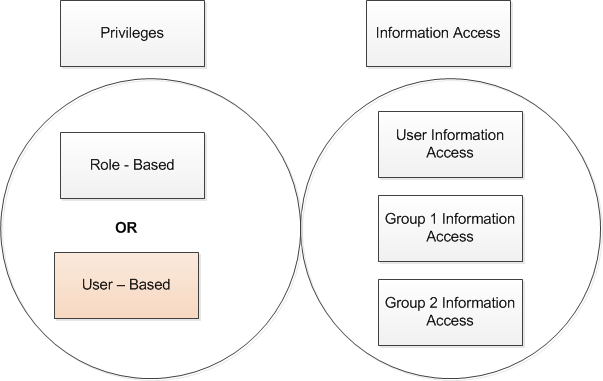 Privileges
Information Access
Role - Based
OR
User – Based
User Information
Access
Group 1 Information
Access
Group 2 Information
Access